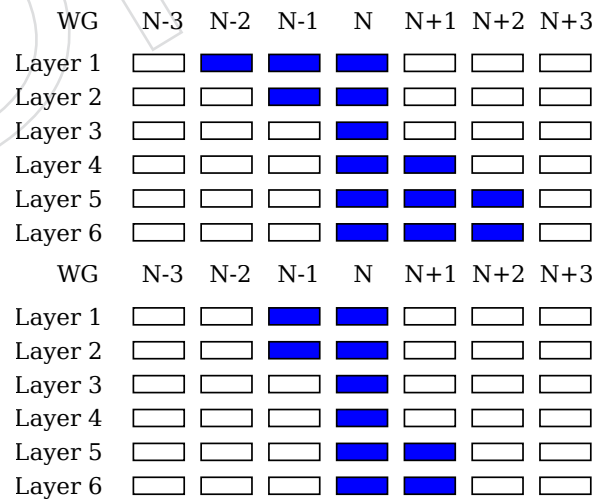 WG N-3 N-2 N-1 N N+1 N+2 N+3
Layer 1
Layer 2
Layer 3
Layer 4
Layer 5
Layer 6
WG N-3 N-2 N-1 N N+1 N+2 N+3
Layer 1
Layer 2
Layer 3
Layer 4
Layer 5
Layer 6